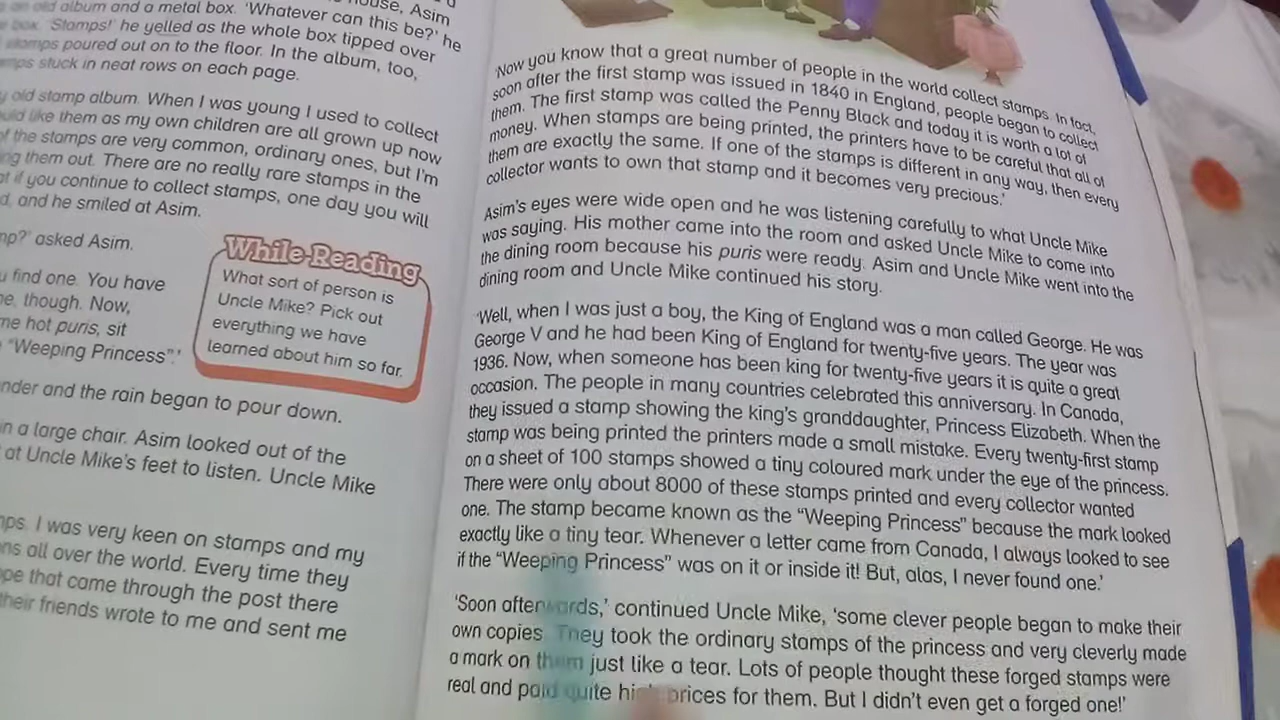 house, Asim
an old album and a metal box. 'Whatever can this be?' he
box. 'Stamps!' he yelled as the whole box tipped over
stamps poured out on to the floor. In the album, too,
stuck in neat rows on each page.
old stamp album. When I was young I used to collect
like them as my own children are all grown up now
of the stamps are very common, ordinary ones, but I'm
them out. There are no really rare stamps in the
if you continue to collect stamps, one day you will
and he smiled at Asim.
asked Asim.
find one. You have
though. Now,
hot puris, sit
"Weeping Princess".'
While-Reading
What sort of person is
Uncle Mike? Pick out
everything we have
learned about him so far.
and the rain began to pour down.
in a large chair. Asim looked out of the
at Uncle Mike's feet to listen. Uncle Mike
I was very keen on stamps and my
all over the world. Every time they
that came through the post there
their friends wrote to me and sent me
'Now you know that a great number of people in the world collect stamps. In fact,
soon after the first stamp was issued in 1840 in England, people began to collect
them. The first stamp was called the Penny Black and today it is worth a lot of
money. When stamps are being printed, the printers have to be careful that all of
them are exactly the same. If one of the stamps is different in any way, then every
collector wants to own that stamp and it becomes very precious.'
Asim's eyes were wide open and he was listening carefully to what Uncle Mike
was saying. His mother came into the room and asked Uncle Mike to come into
the dining room because his puris were ready. Asim and Uncle Mike went into the
dining room and Uncle Mike continued his story.
'Well, when I was just a boy, the King of England was a man called George. He was
George V and he had been King of England for twenty-five years. The year was
1936. Now, when someone has been king for twenty-five years it is quite a great
occasion. The people in many countries celebrated this anniversary. In Canada,
they issued a stamp showing the king's granddaughter, Princess Elizabeth. When the
stamp was being printed the printers made a small mistake. Every twenty-first stamp
on a sheet of 100 stamps showed a tiny coloured mark under the eye of the princess.
There were only about 8000 of these stamps printed and every collector wanted
one. The stamp became known as the "Weeping Princess" because the mark looked
exactly like a tiny tear. Whenever a letter came from Canada, I always looked to see
if the "Weeping Princess" was on it or inside it! But, alas, I never found one.'
'Soon afterwards,' continued Uncle Mike, 'some clever people began to make their
own copies. They took the ordinary stamps of the princess and very cleverly made
a mark on them just like a tear. Lots of people thought these forged stamps were
real and paid quite high prices for them. But I didn't even get a forged one!'